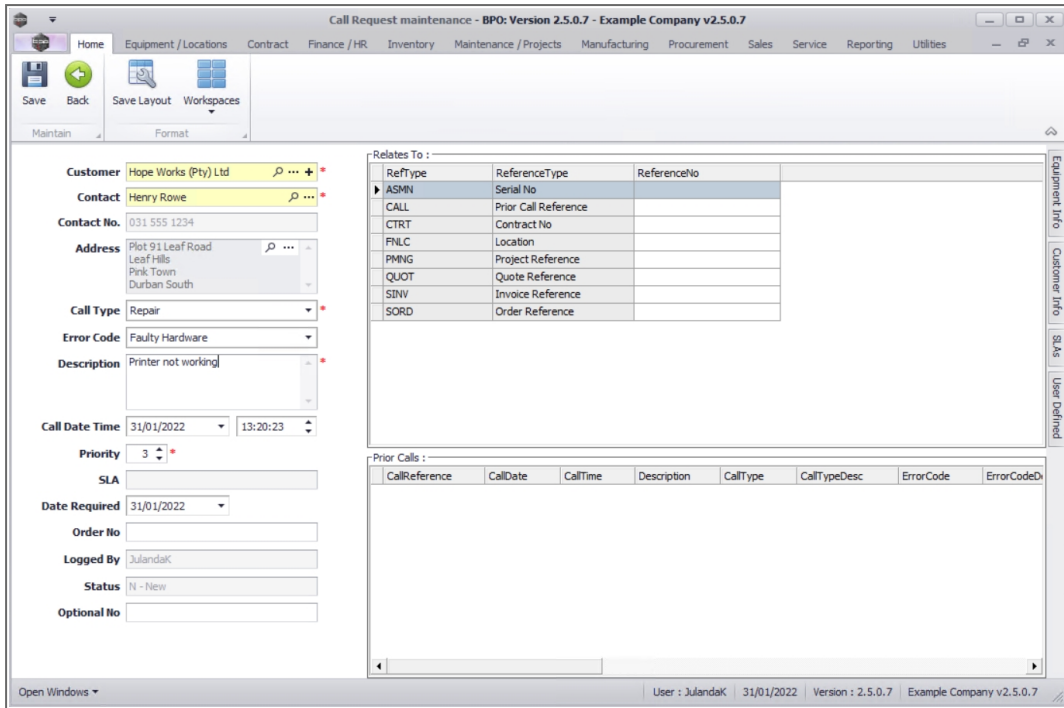 Call Request maintenance - BPO: Version 2.5.0.7 - Example Company v2.5.0.7
Home Equipment / Locations Contract Finance / HR Inventory Maintenance / Projects Manufacturing Procurement Sales Service Reporting Utilities
Save Back Save Layout Workspaces
Maintain Format
Customer Hope Works (Pty) Ltd *
Contact Henry Rowe *
Contact No. 031 555 1234
Address Plot 91 Leaf Road
Leaf Hills
Pink Town
Durban South
Call Type Repair *
Error Code Faulty Hardware
Description Printer not working *
Call Date Time 31/01/2022 13:20:23
Priority 3 *
SLA
Date Required 31/01/2022
Order No
Logged By JulandaK
Status N - New
Optional No
Relates To :
RefType ReferenceType ReferenceNo
ASMN Serial No
CALL Prior Call Reference
CTRT Contract No
FNLC Location
PMNG Project Reference
QUOT Quote Reference
SINV Invoice Reference
SORD Order Reference
Prior Calls :
CallReference CallDate CallTime Description CallType CallTypeDesc ErrorCode ErrorCodeD
Equipment Info
Customer Info
SLAs
User Defined
Open Windows User : JulandaK 31/01/2022 Version : 2.5.0.7 Example Company v2.5.0.7